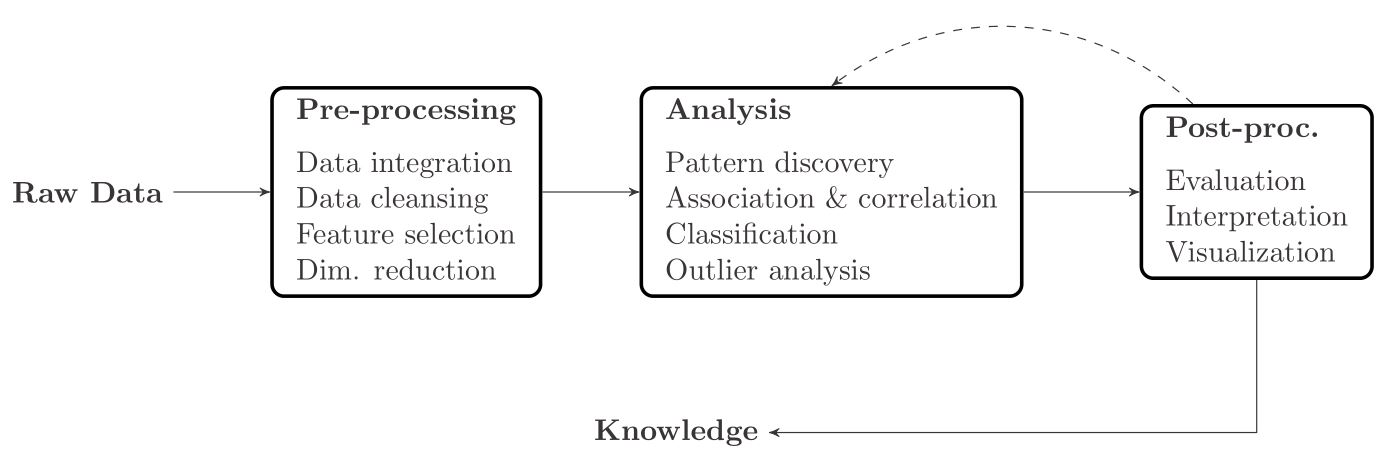 Raw Data
Pre-processing
Data integration
Data cleansing
Feature selection
Dim. reduction
Analysis
Pattern discovery
Association & correlation
Classification
Outlier analysis
Post-proc.
Evaluation
Interpretation
Visualization
Knowledge